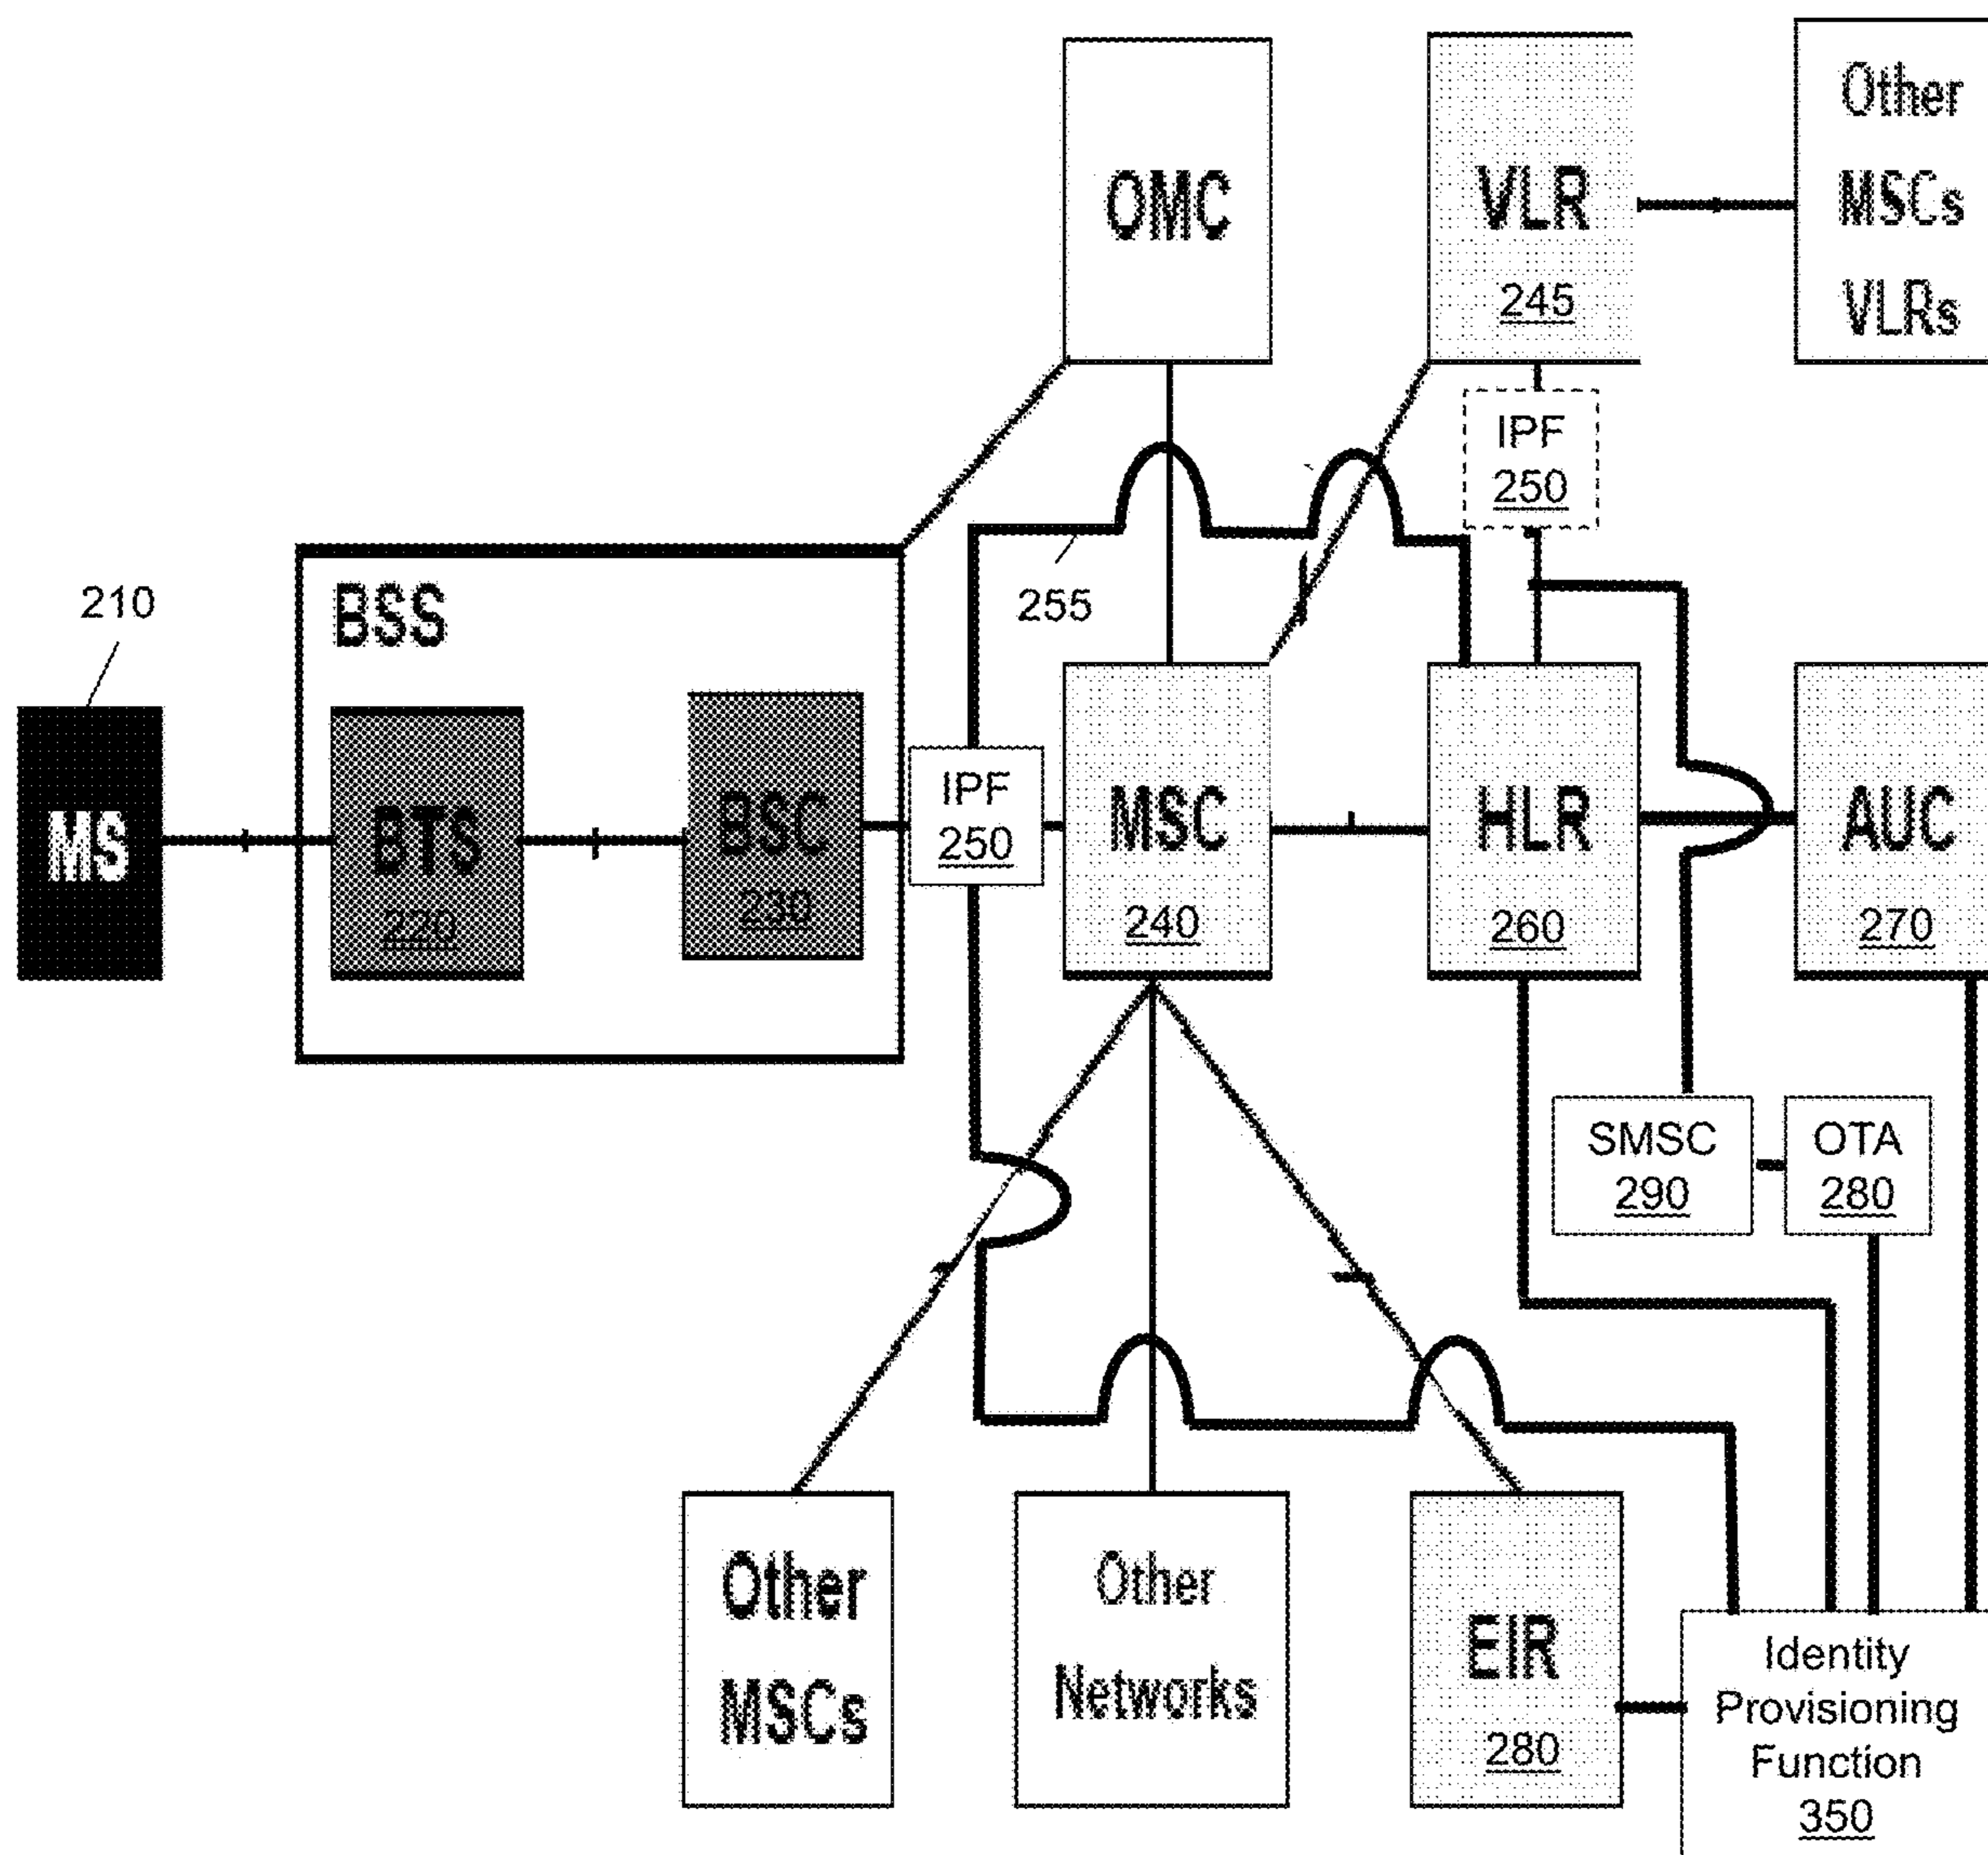 OMC
VLR
245
Other
MSCs
VLRs
IPF
250
255
210
BSS
MS
BTS
220
BSC
230
IPF
250
MSC
240
HLR
260
AUC
270
SMSC
290
OTA
280
Other
MSCs
Other
Networks
EIR
280
Identity
Provisioning
Function
350